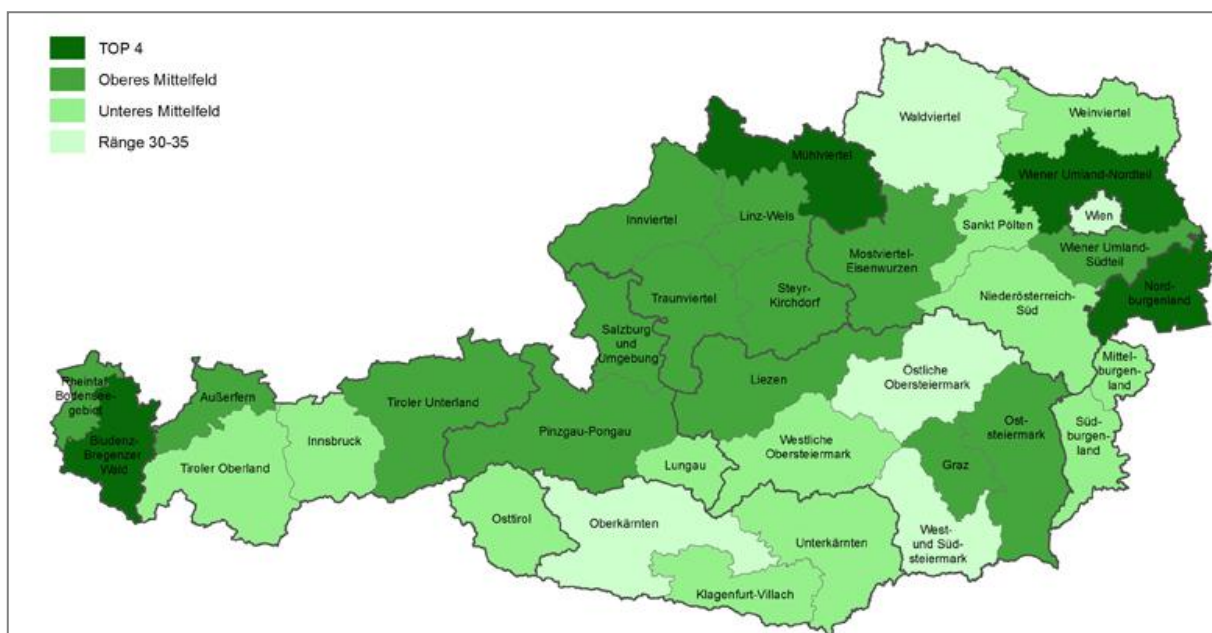 TOP 4
Oberes Mittelfeld
Unteres Mittelfeld
Ränge 30-35
Waldviertel
Weinviertel
Mühlviertel
Wiener Umland-Nordteil
Innviertel
Linz-Wels
Wien
Sankt Pölten
Mostviertel-
Eisenwurzen
Wiener Umland-
Südteil
Traunviertel
Steyr-
Kirchdorf
Nord-
burgenland
Niederösterreich-
Süd
Salzburg
und
Umgebung
Mittel-
burgen-
land
Östliche
Obersteiermark
Liezen
Rheintal-
Bodensee-
gebiet
Außerfern
Tiroler Unterland
Bludenz-
Bregenzer
Wald
Innsbruck
Pinzgau-Pongau
Ost-
steiermark
Süd-
burgen-
land
Tiroler Oberland
Westliche
Obersteiermark
Lungau
Graz
Osttirol
Oberkärnten
Unterkärnten
West-
und Süd-
steiermark
Klagenfurt-Villach